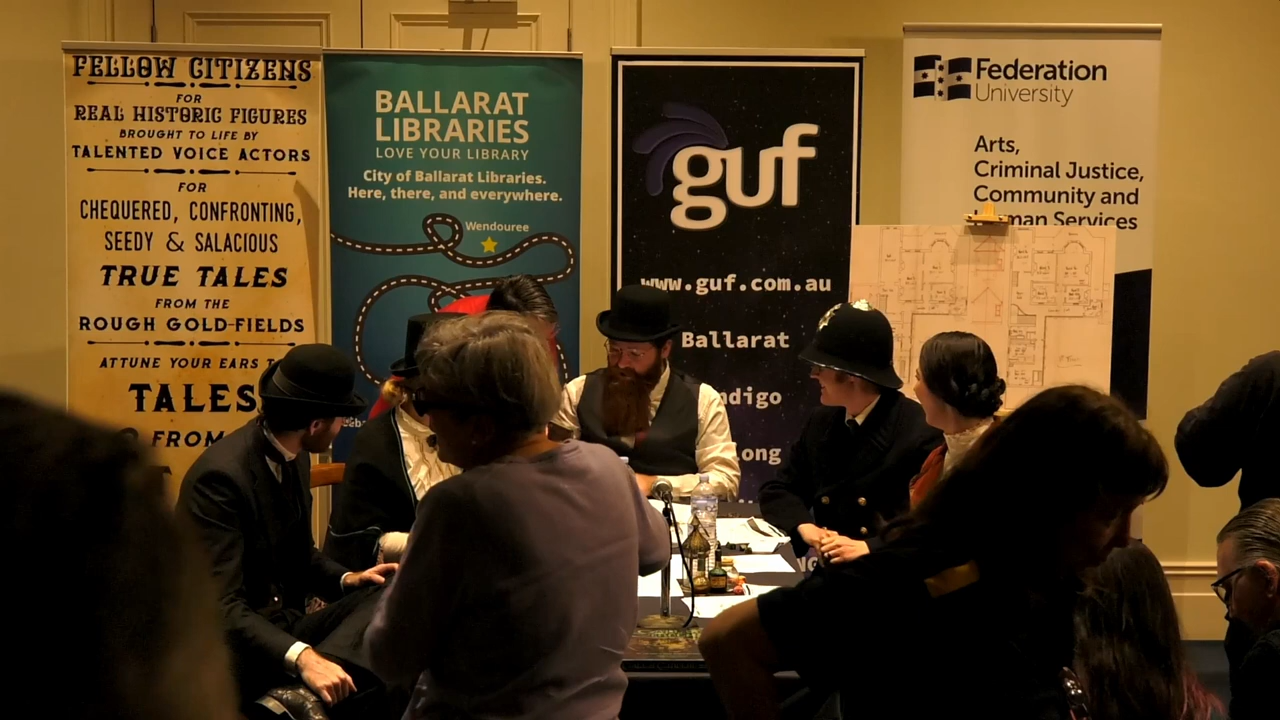 FELLOW CITIZENS
FOR
REAL HISTORIC FIGURES
BROUGHT TO LIFE BY
TALENTED VOICE ACTORS
FOR
CHEQUERED, CONFRONTING,
SEEDY & SALACIOUS
TRUE TALES
FROM THE
ROUGH GOLD-FIELDS
ATTUNE YOUR EARS T
TALES
FROM
BALLARAT
LIBRARIES
LOVE YOUR LIBRARY
City of Ballarat Libraries.
Here, there, and everywhere.
Wendouree
guf
www.guf.com.au
Ballarat
ndigo
long
Federation
University
Arts,
Criminal Justice,
Community and
man Services